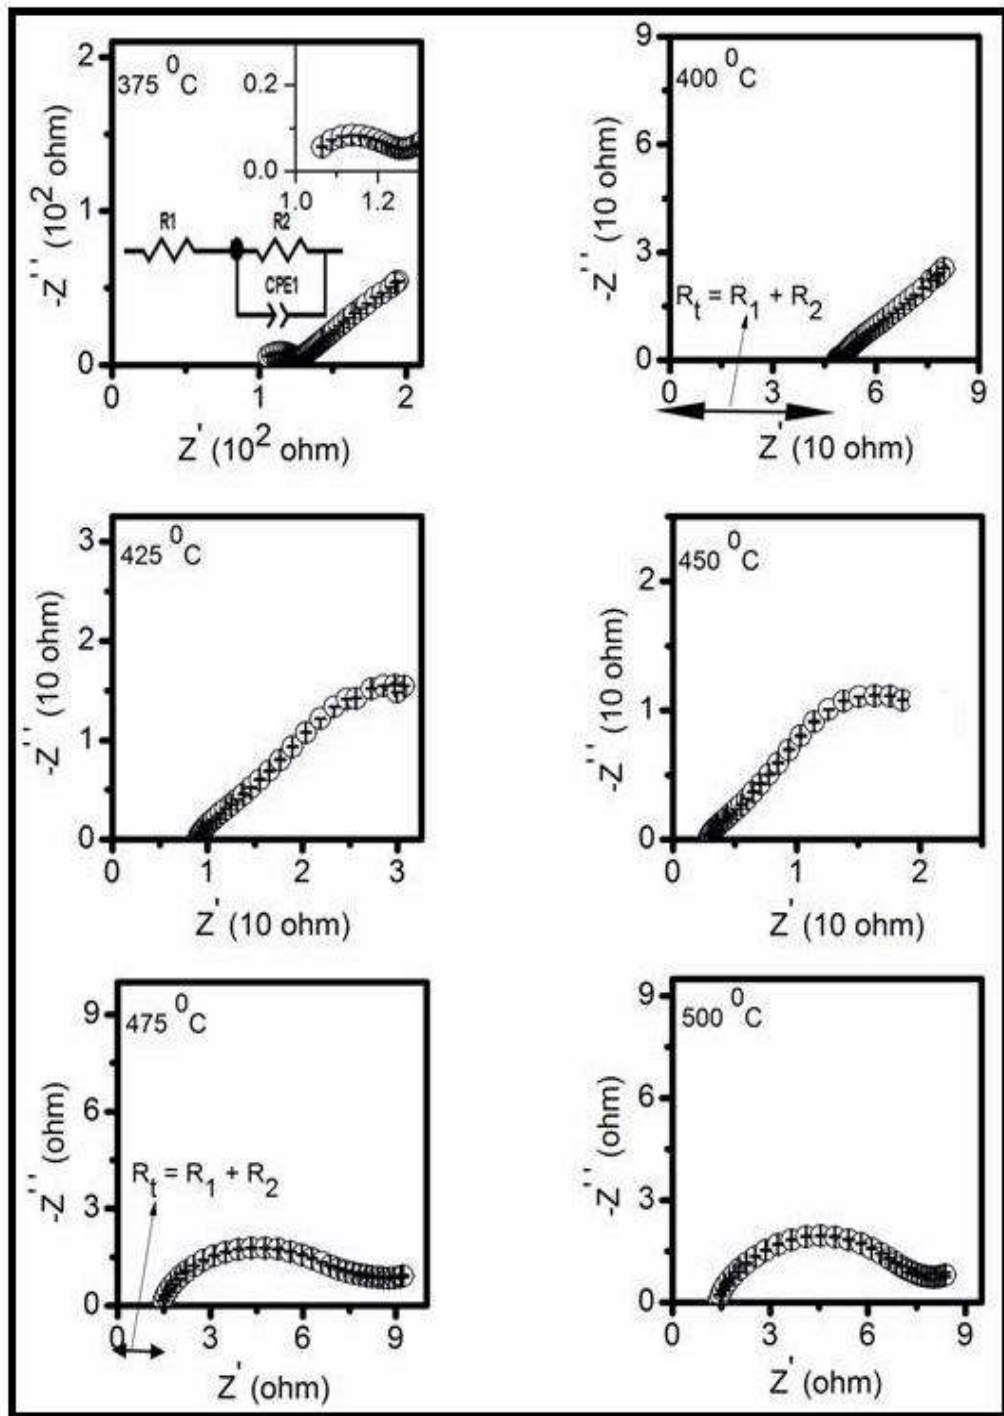 375 ⁰C
-Z'' (10² ohm)
2
1
0
0.2
0.0
1.0 1.2
R1 R2
CPE1
0 1 2
Z' (10² ohm)
400 ⁰C
-Z'' (10 ohm)
9
6
3
0
Rₜ = R₁ + R₂
0 3 6 9
Z' (10 ohm)
425 ⁰C
-Z'' (10 ohm)
3
2
1
0
0 1 2 3
Z' (10 ohm)
450 ⁰C
-Z'' (10 ohm)
2
1
0
0 1 2
Z' (10 ohm)
475 ⁰C
-Z'' (ohm)
9
6
3
0
Rₜ = R₁ + R₂
0 3 6 9
Z' (ohm)
500 ⁰C
-Z'' (ohm)
9
6
3
0
0 3 6 9
Z' (ohm)